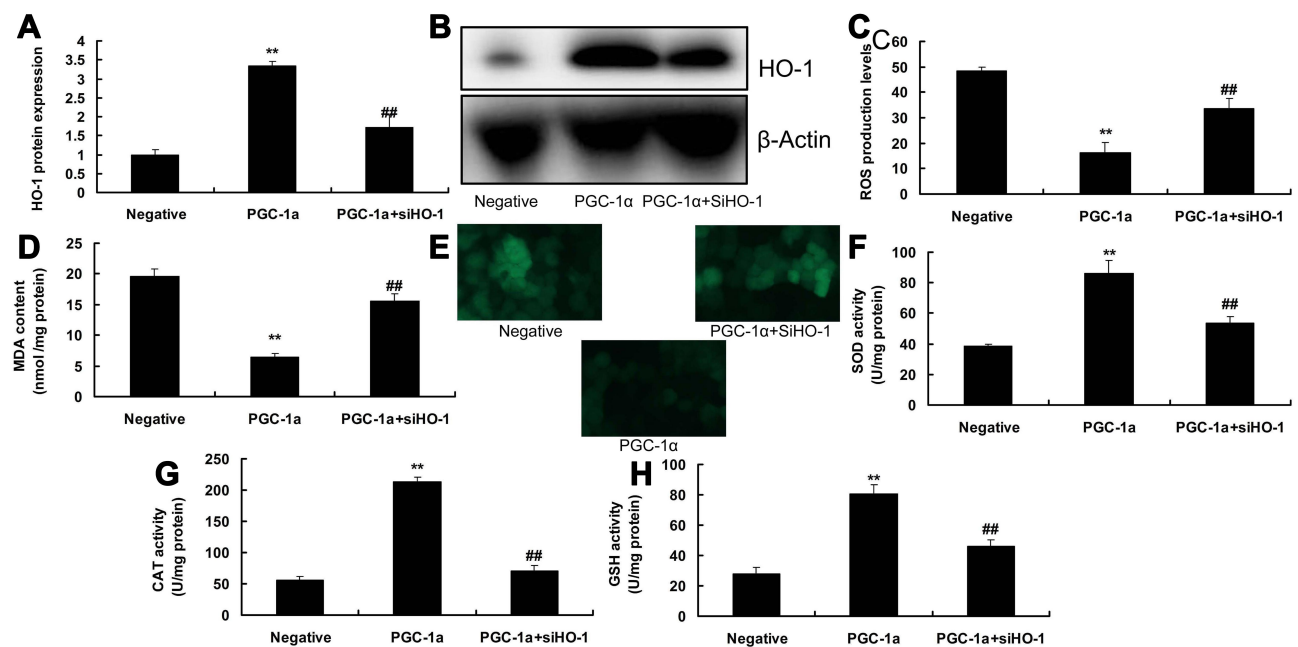 A
HO-1 protein expression
4
3.5
3
2.5
2
1.5
1
0.5
0
**
##
Negative
PGC-1a
PGC-1a+siHO-1
B
HO-1
β-Actin
Negative
PGC-1α
PGC-1α+SiHO-1
C
C
ROS production levels
60
50
40
30
20
10
0
**
##
Negative
PGC-1a
PGC-1a+siHO-1
D
MDA content
(nmol /mg protein)
25
20
15
10
5
0
**
##
Negative
PGC-1a
PGC-1a+siHO-1
E
Negative
PGC-1α+SiHO-1
PGC-1α
F
SOD activity
(U/mg protein)
100
80
60
40
20
0
**
##
Negative
PGC-1a
PGC-1a+siHO-1
G
CAT activity
(U/mg protein)
250
200
150
100
50
0
**
##
Negative
PGC-1a
PGC-1a+siHO-1
H
GSH activity
(U/mg protein)
100
80
60
40
20
0
**
##
Negative
PGC-1a
PGC-1a+siHO-1